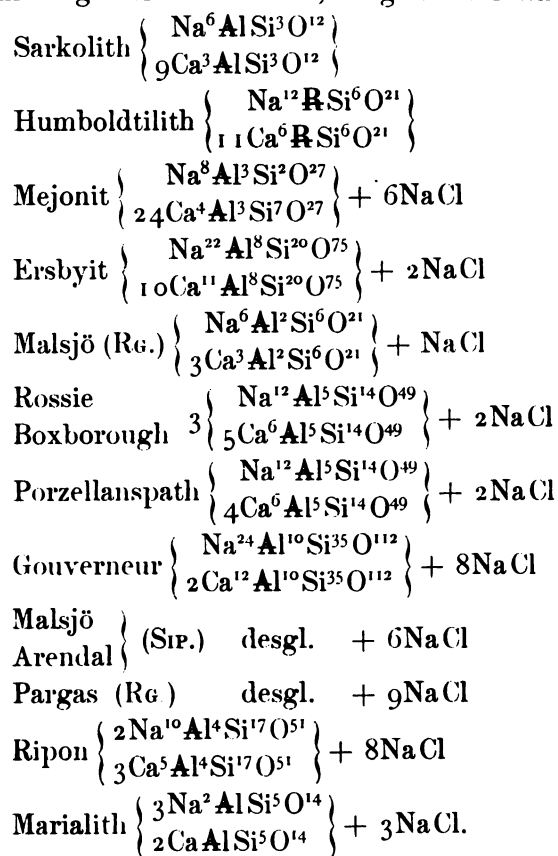 Sarkolith { Na⁶AlSi³O¹² }
{ 9Ca³AlSi³O¹² }
Humboldtilith { Na¹²RSi⁶O²¹ }
{ 11Ca⁶RSi⁶O²¹ }
Mejonit { Na⁸Al³Si²O²⁷ } + 6NaCl
{ 24Ca⁴Al³Si⁷O²⁷ }
Ersbyit { Na²²Al⁸Si²⁰O⁷⁵ } + 2NaCl
{ 10Ca¹¹Al⁸Si²⁰O⁷⁵ }
Malsjö (RG.) { Na⁶Al²Si⁶O²¹ } + NaCl
{ 3Ca³Al²Si⁶O²¹ }
Rossie
Boxborough 3 { Na¹²Al⁵Si¹⁴O⁴⁹ } + 2NaCl
{ 5Ca⁶Al⁵Si¹⁴O⁴⁹ }
Porzellanspath { Na¹²Al⁵Si¹⁴O⁴⁹ } + 2NaCl
{ 4Ca⁶Al⁵Si¹⁴O⁴⁹ }
Gouverneur { Na²⁴Al¹⁰Si³⁵O¹¹² } + 8NaCl
{ 2Ca¹²Al¹⁰Si³⁵O¹¹² }
Malsjö
Arendal } (SIP.) desgl. + 6NaCl
Pargas (RG.) desgl. + 9NaCl
Ripon { 2Na¹⁰Al⁴Si¹⁷O⁵¹ } + 8NaCl
{ 3Ca⁵Al⁴Si¹⁷O⁵¹ }
Marialith { 3Na²AlSi⁵O¹⁴ } + 3NaCl.
{ 2CaAlSi⁵O¹⁴ }